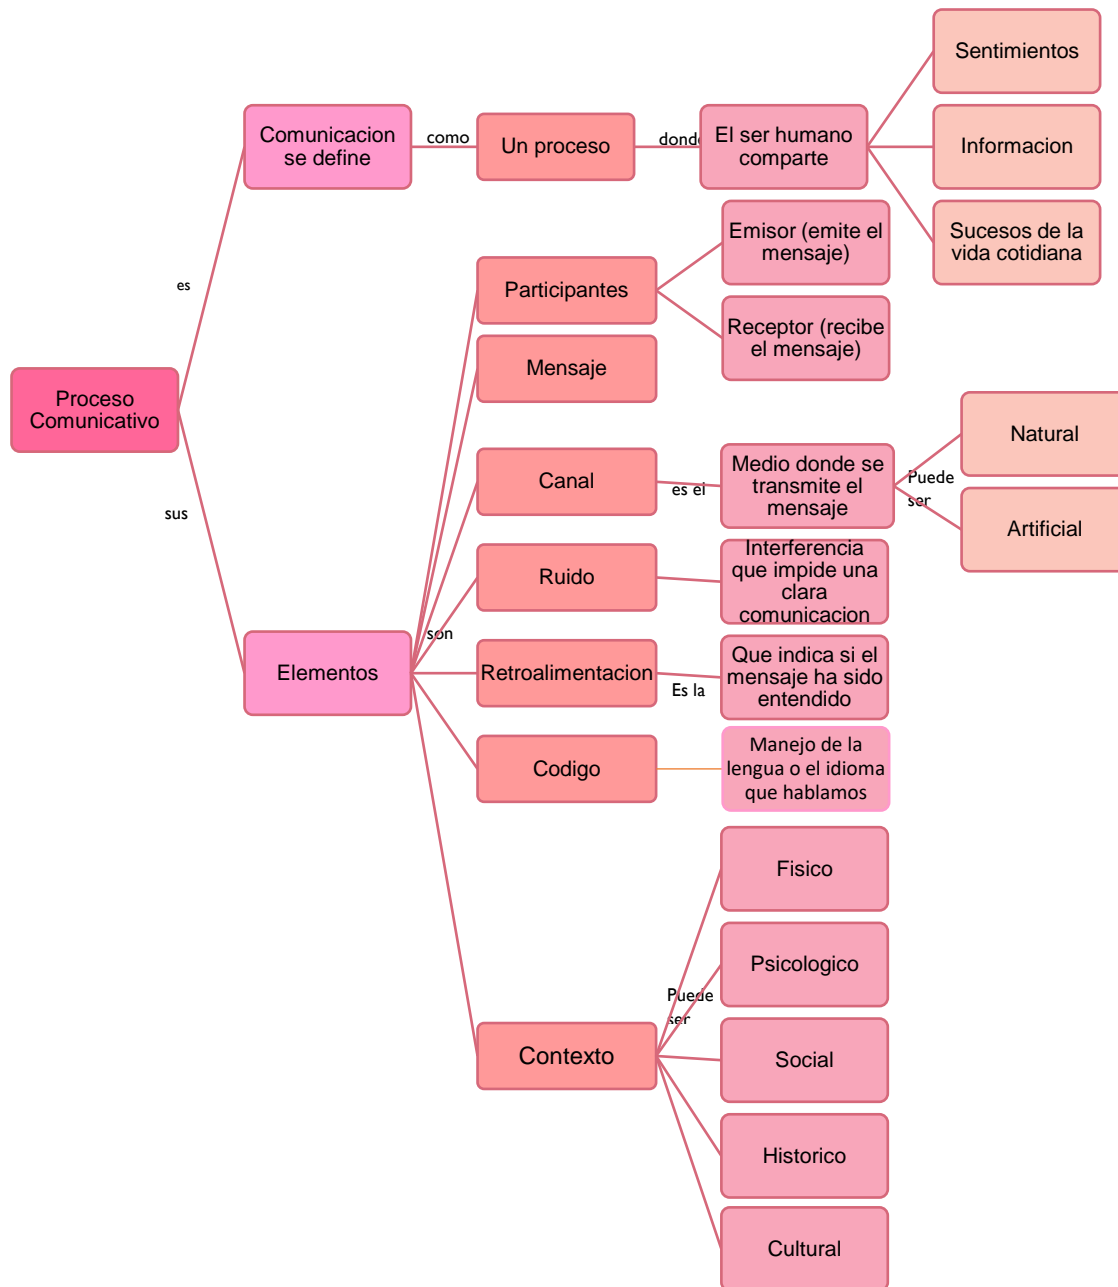 Sentimientos
Comunicacion
se define
como
Un proceso
donde
El ser humano
comparte
Informacion
Sucesos de la
vida cotidiana
es
Participantes
Emisor (emite el
mensaje)
Receptor (recibe
el mensaje)
Mensaje
Proceso
Comunicativo
sus
Canal
es el
Medio donde se
transmite el
mensaje
Puede
ser
Natural
Artificial
Ruido
Interferencia
que impide una
clara
comunicacion
Elementos
son
Retroalimentacion
Es la
Que indica si el
mensaje ha sido
entendido
Codigo
Manejo de la
lengua o el idioma
que hablamos
Contexto
Puede
ser
Fisico
Psicologico
Social
Historico
Cultural